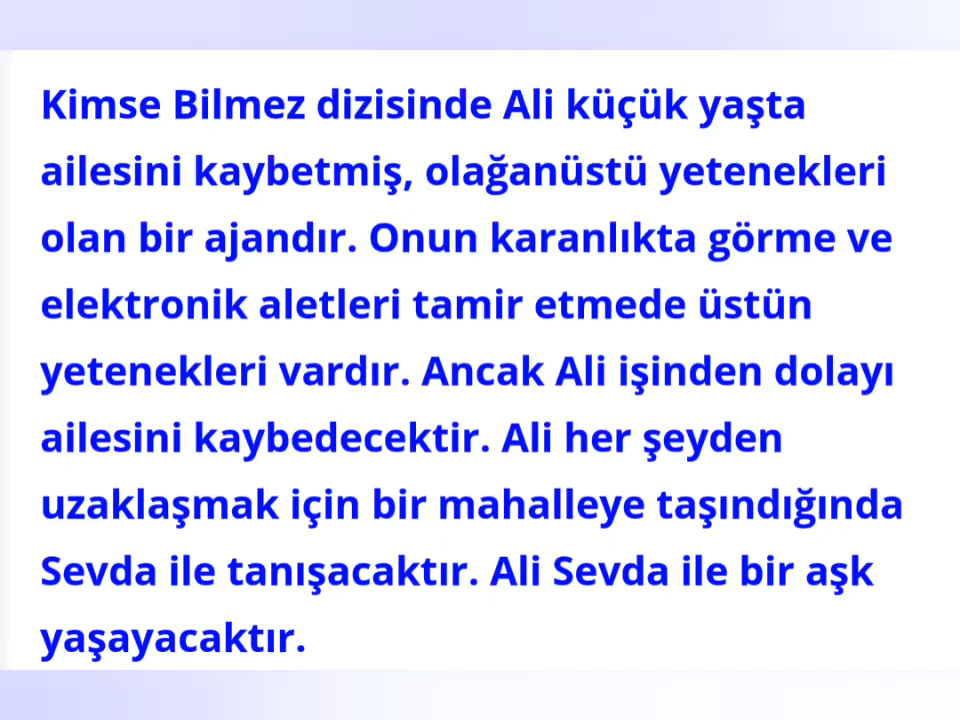 Kimse Bilmez dizisinde Ali küçük yaşta
ailesini kaybetmiş, olağanüstü yetenekleri
olan bir ajandır. Onun karanlıkta görme ve
elektronik aletleri tamir etmede üstün
yetenekleri vardır. Ancak Ali işinden dolayı
ailesini kaybedecektir. Ali her şeyden
uzaklaşmak için bir mahalleye taşındığında
Sevda ile tanışacaktır. Ali Sevda ile bir aşk
yaşayacaktır.